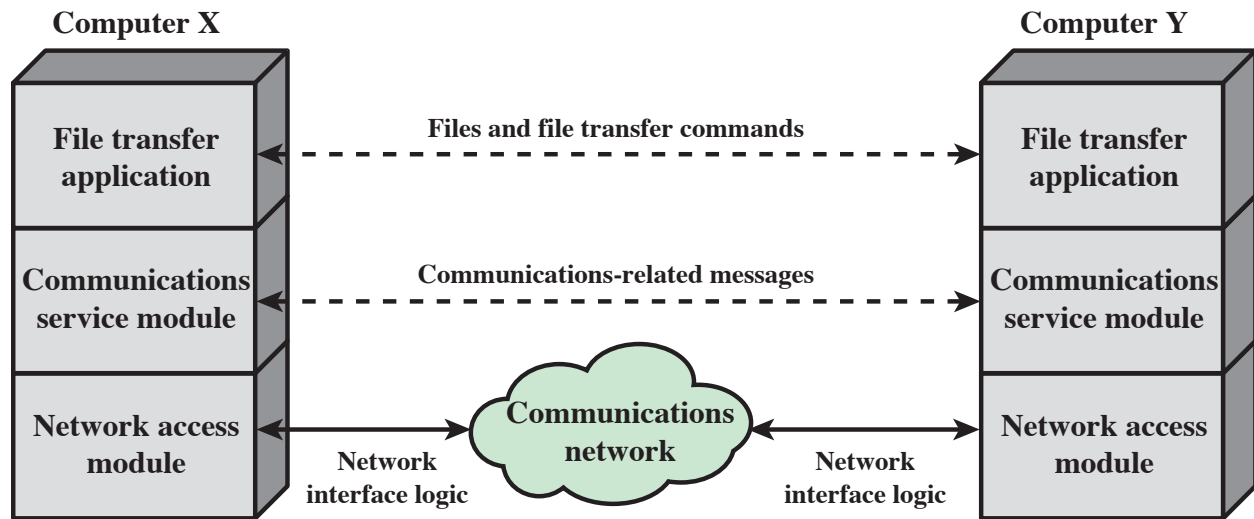 Computer X
Computer Y
File transfer
application
Files and file transfer commands
File transfer
application
Communications
service module
Communications-related messages
Communications
service module
Network access
module
Network
interface logic
Communications
network
Network
interface logic
Network access
module